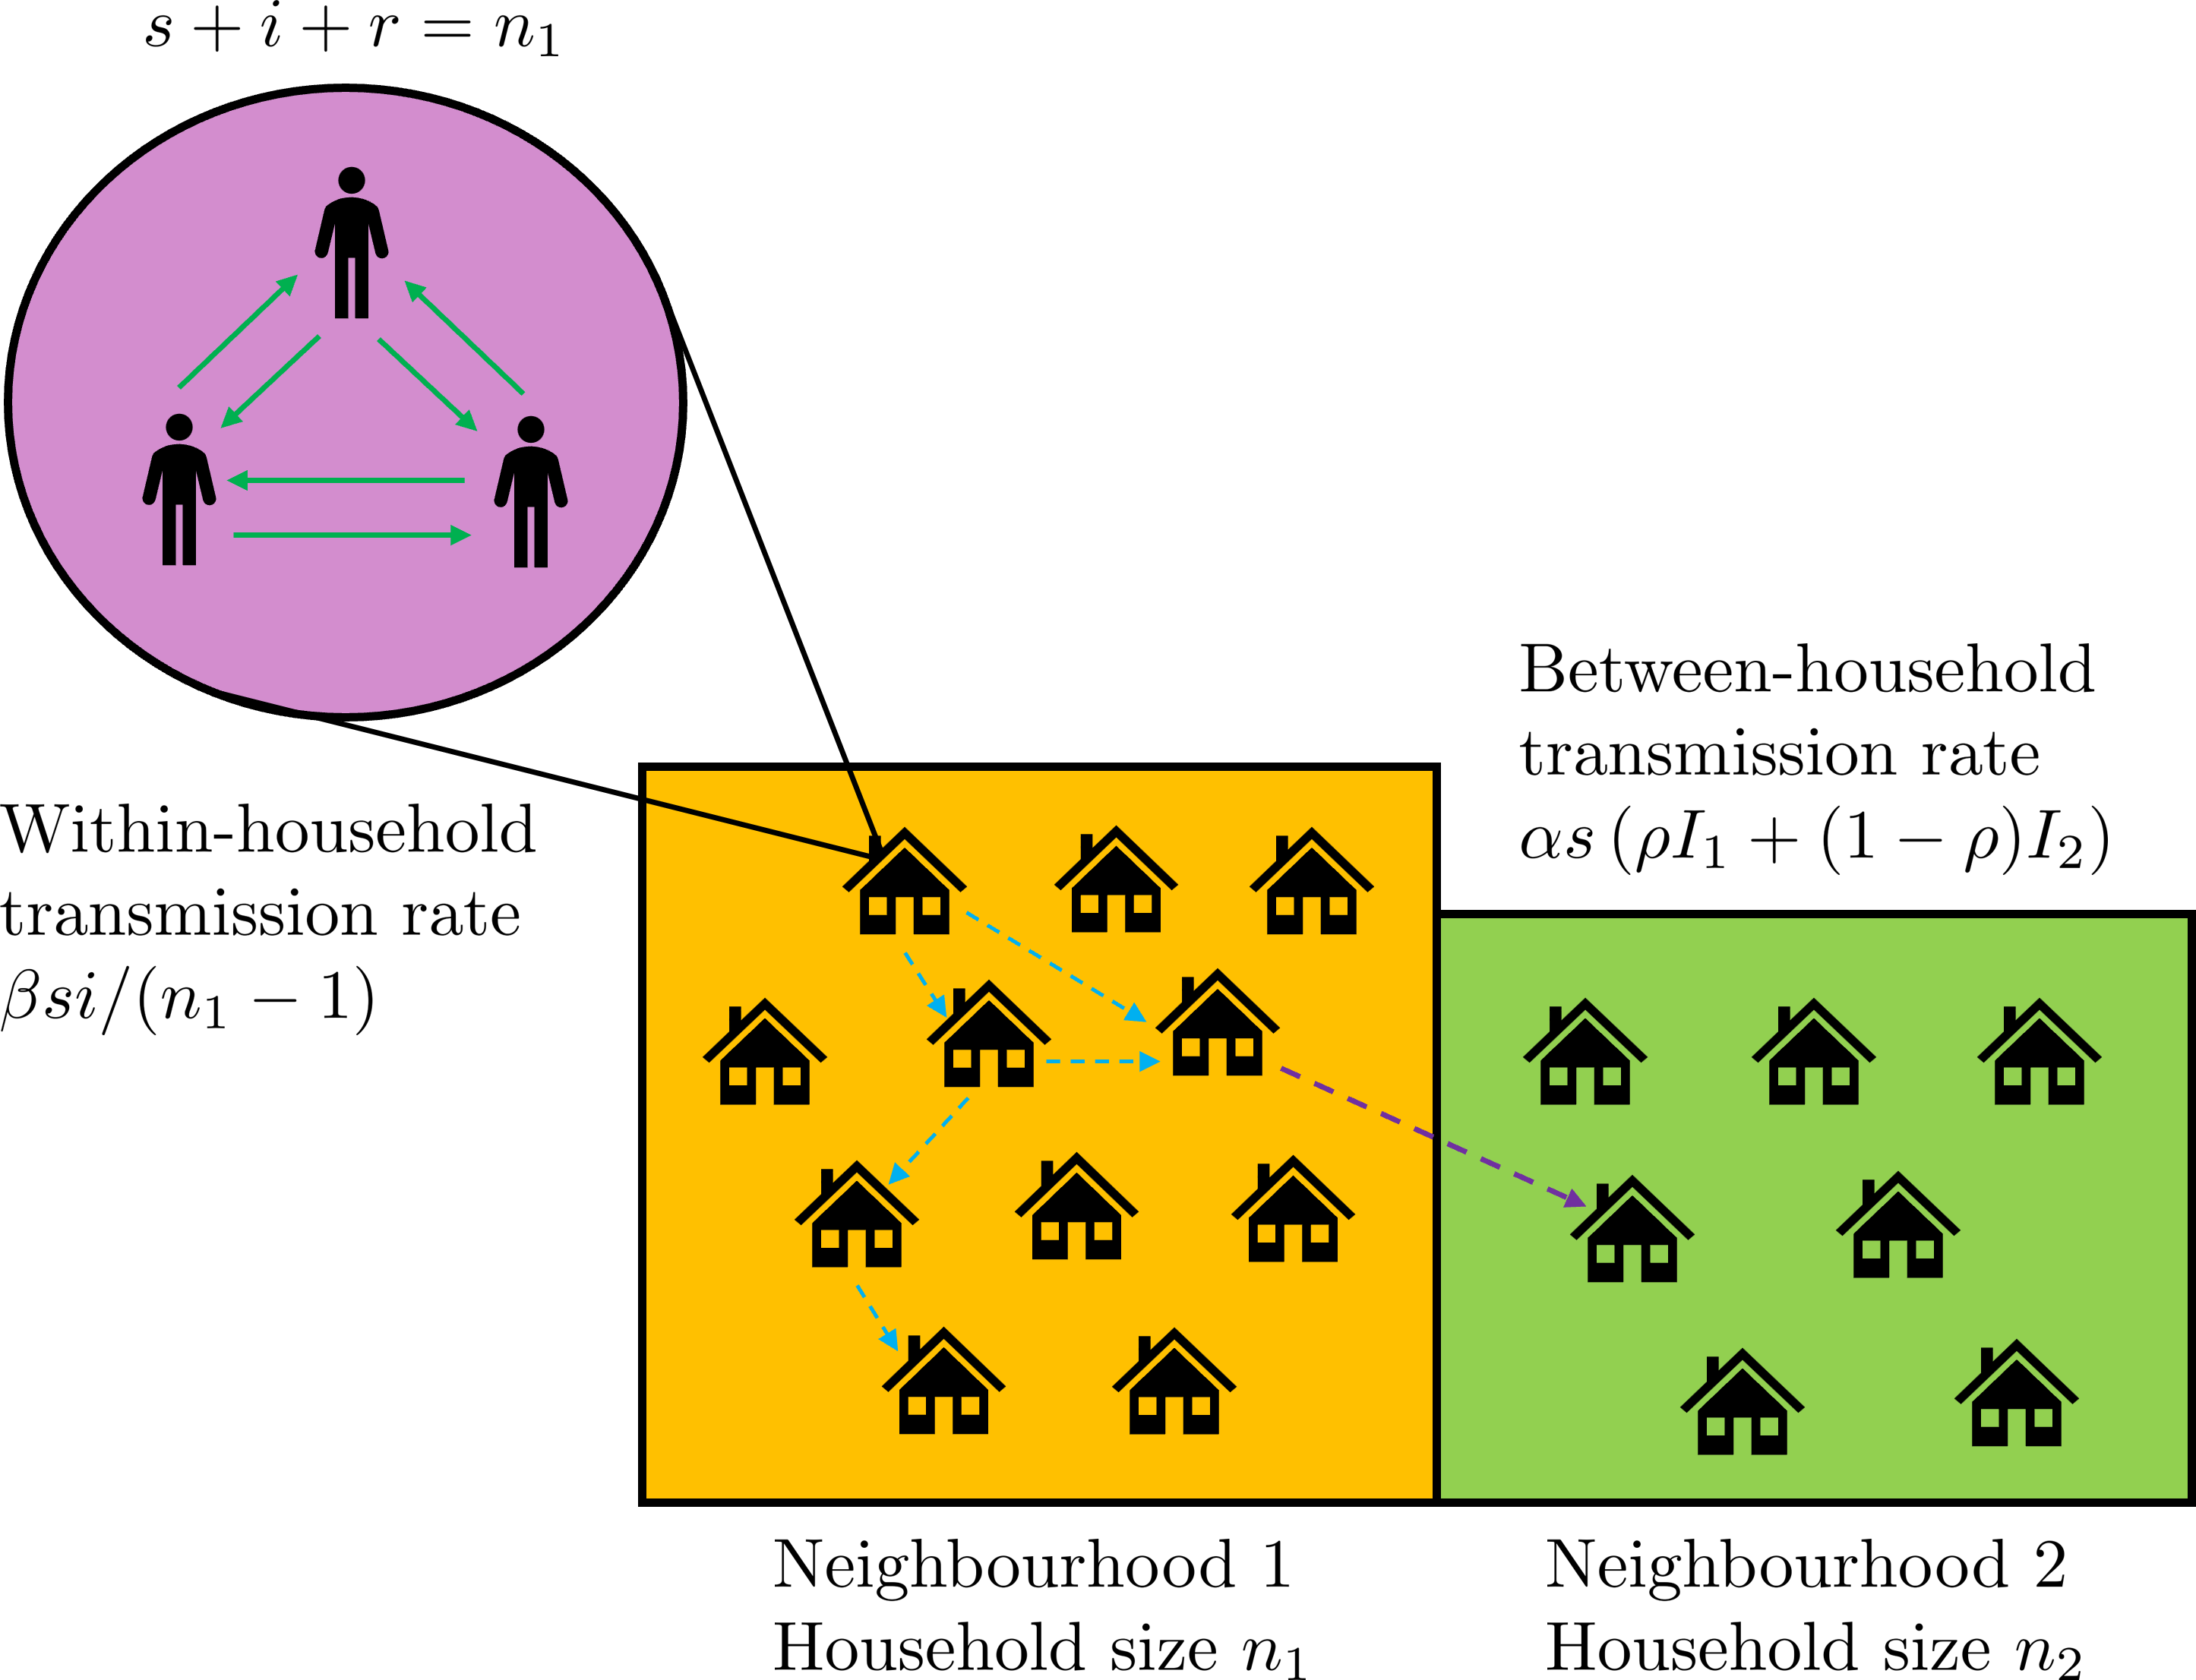 s + i + r = n₁
Between-household
transmission rate
αs (ρI₁ + (1 − ρ)I₂)
Within-household
transmission rate
βsi/(n₁ − 1)
Neighbourhood 1
Household size n₁
Neighbourhood 2
Household size n₂